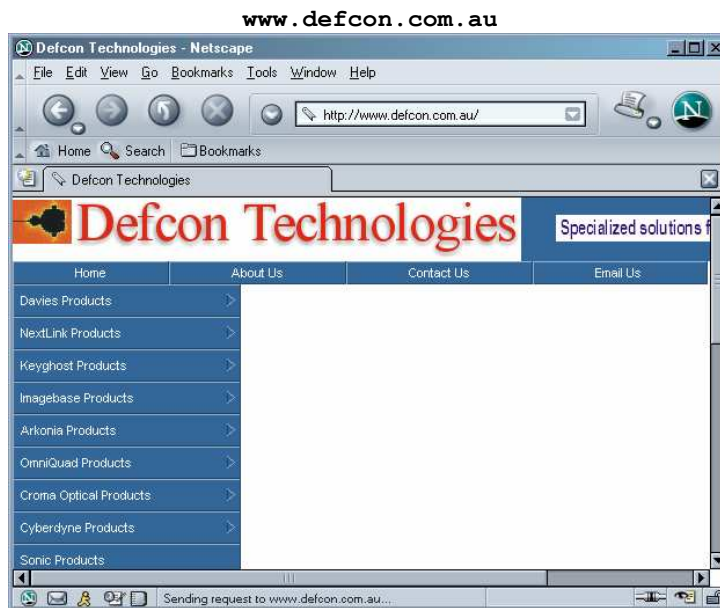 www.defcon.com.au
Defcon Technologies - Netscape
File Edit View Go Bookmarks Tools Window Help
http://www.defcon.com.au/
N
Home Search Bookmarks
Defcon Technologies
Defcon Technologies
Specialized solutions f
Home About Us Contact Us Email Us
Davies Products
NextLink Products
Keyghost Products
Imagebase Products
Arkonia Products
OmniQuad Products
Croma Optical Products
Cyberdyne Products
Sonic Products
Sending request to www.defcon.com.au...